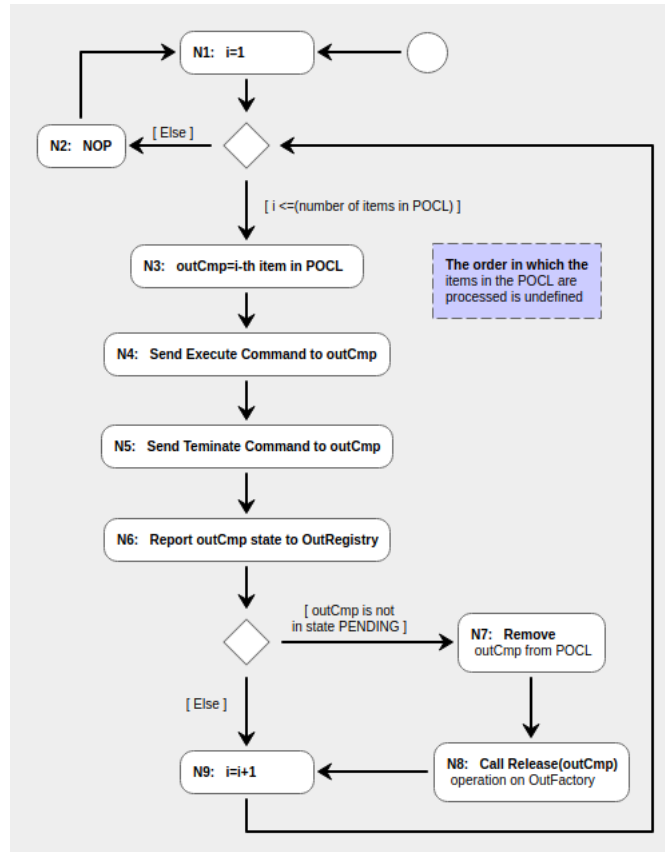 N1: i=1
[ Else ]
N2: NOP
[ i <=(number of items in POCL) ]
N3: outCmp=i-th item in POCL
The order in which the
items in the POCL are
processed is undefined
N4: Send Execute Command to outCmp
N5: Send Teminate Command to outCmp
N6: Report outCmp state to OutRegistry
[ outCmp is not
in state PENDING ]
N7: Remove
outCmp from POCL
[ Else ]
N8: Call Release(outCmp)
operation on OutFactory
N9: i=i+1